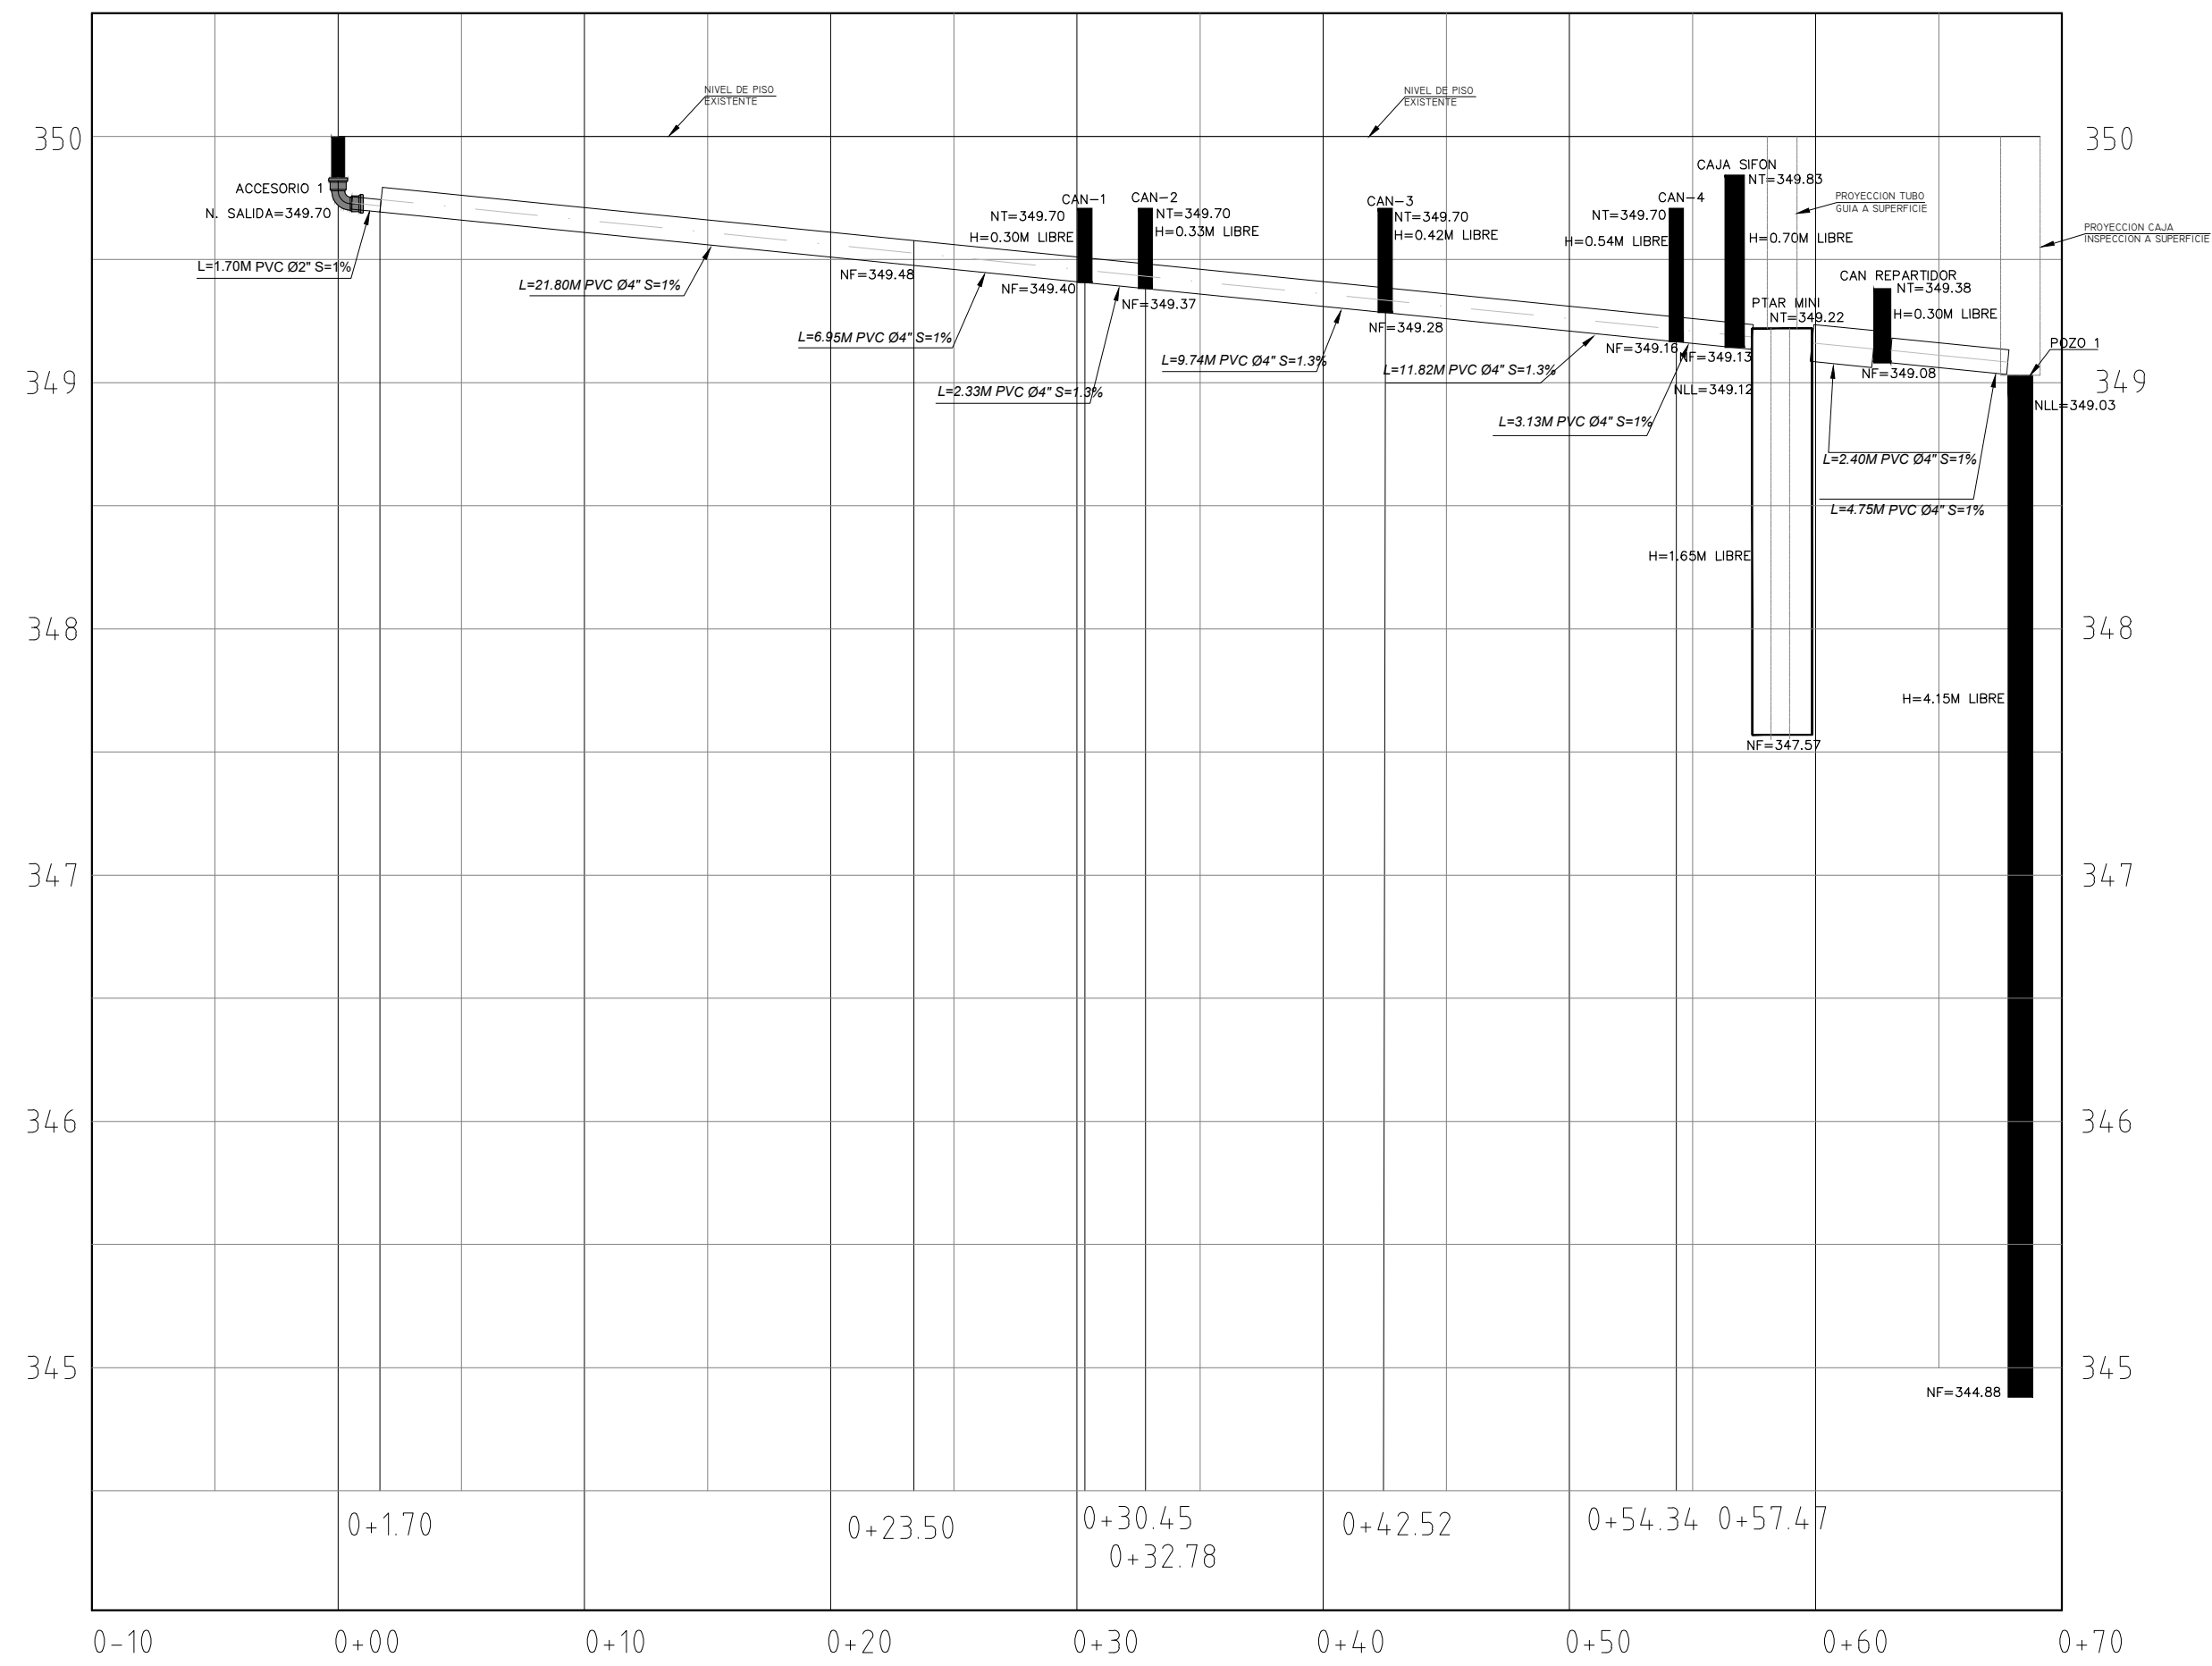 NIVEL DE PISO
EXISTENTE
NIVEL DE PISO
EXISTENTE
350
350
ACCESORIO 1
N. SALIDA=349.70
L=1.70M PVC Ø2" S=1%
L=21.80M PVC Ø4" S=1%
NF=349.48
L=6.95M PVC Ø4" S=1%
CAN-1
NT=349.70
H=0.30M LIBRE
NF=349.40
CAN-2
NT=349.70
H=0.33M LIBRE
NF=349.37
L=2.33M PVC Ø4" S=1.3%
L=9.74M PVC Ø4" S=1.3%
CAN-3
NT=349.70
H=0.42M LIBRE
NF=349.28
L=11.82M PVC Ø4" S=1.3%
CAN-4
NT=349.70
H=0.54M LIBRE
NF=349.16
L=3.13M PVC Ø4" S=1%
CAJA SIFON
NT=349.83
H=0.70M LIBRE
NF=349.13
NLL=349.12
PTAR MINI
NT=349.22
H=1.65M LIBRE
NF=347.57
PROYECCION TUBO
GUIA A SUPERFICIE
CAN REPARTIDOR
NT=349.38
H=0.30M LIBRE
NF=349.08
L=2.40M PVC Ø4" S=1%
L=4.75M PVC Ø4" S=1%
PROYECCION CAJA
INSPECCION A SUPERFICIE
POZO 1
NLL=349.03
H=4.15M LIBRE
NF=344.88
349
349
348
348
347
347
346
346
345
345
0+1.70
0+23.50
0+30.45
0+32.78
0+42.52
0+54.34
0+57.47
0-10
0+00
0+10
0+20
0+30
0+40
0+50
0+60
0+70